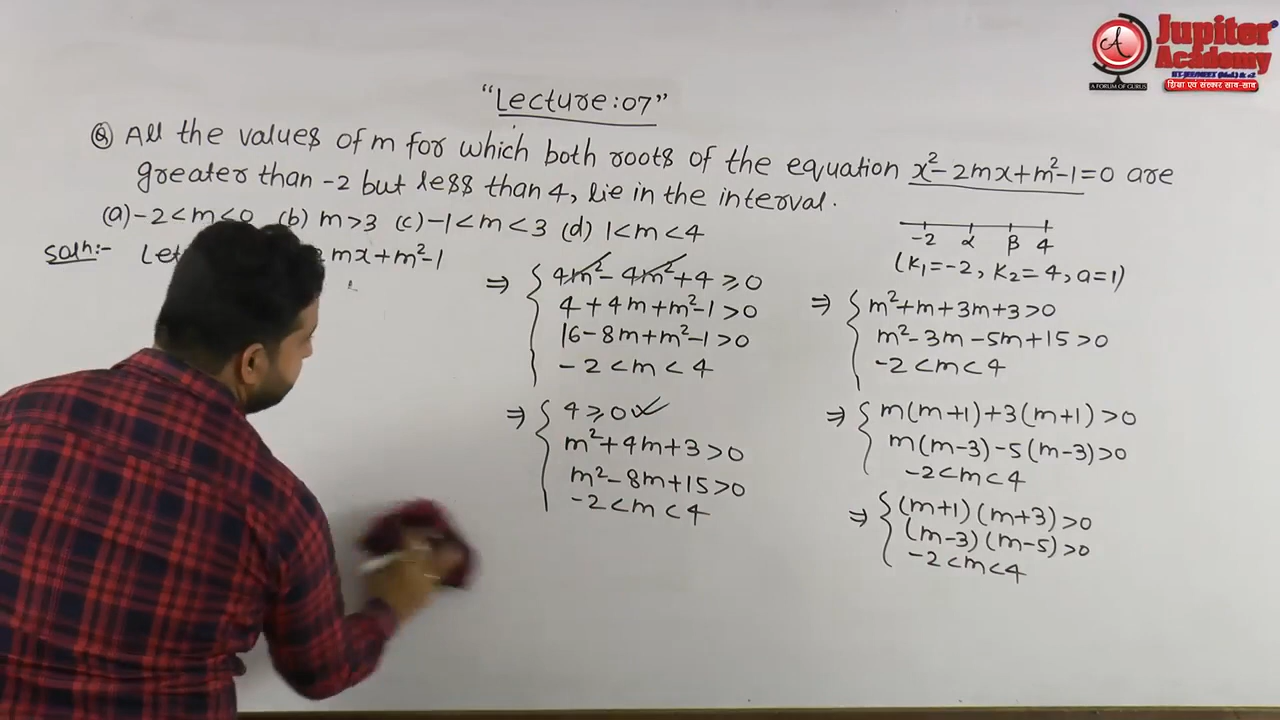 Jupiter
Academy
A FORUM OF GURUS
शिक्षा एवं संस्कार साथ-साथ
"Lecture:07"
Q All the values of m for which both roots of the equation x²-2mx+m²-1=0 are
greater than -2 but less than 4, lie in the interval.
(a) -2<m<0 (b) m>3 (c) -1<m<3 (d) 1<m<4
Solⁿ:- Let mx+m²-1
-2 α β 4
(K₁=-2, K₂=4, a=1)
⇒ { 4m²-4m²+4≥0
4+4m+m²-1>0
16-8m+m²-1>0
-2<m<4
⇒ { 4≥0 ✓
m²+4m+3>0
m²-8m+15>0
-2<m<4
⇒ { m²+m+3m+3>0
m²-3m-5m+15>0
-2<m<4
⇒ { m(m+1)+3(m+1)>0
m(m-3)-5(m-3)>0
-2<m<4
⇒ { (m+1)(m+3)>0
(m-3)(m-5)>0
-2<m<4